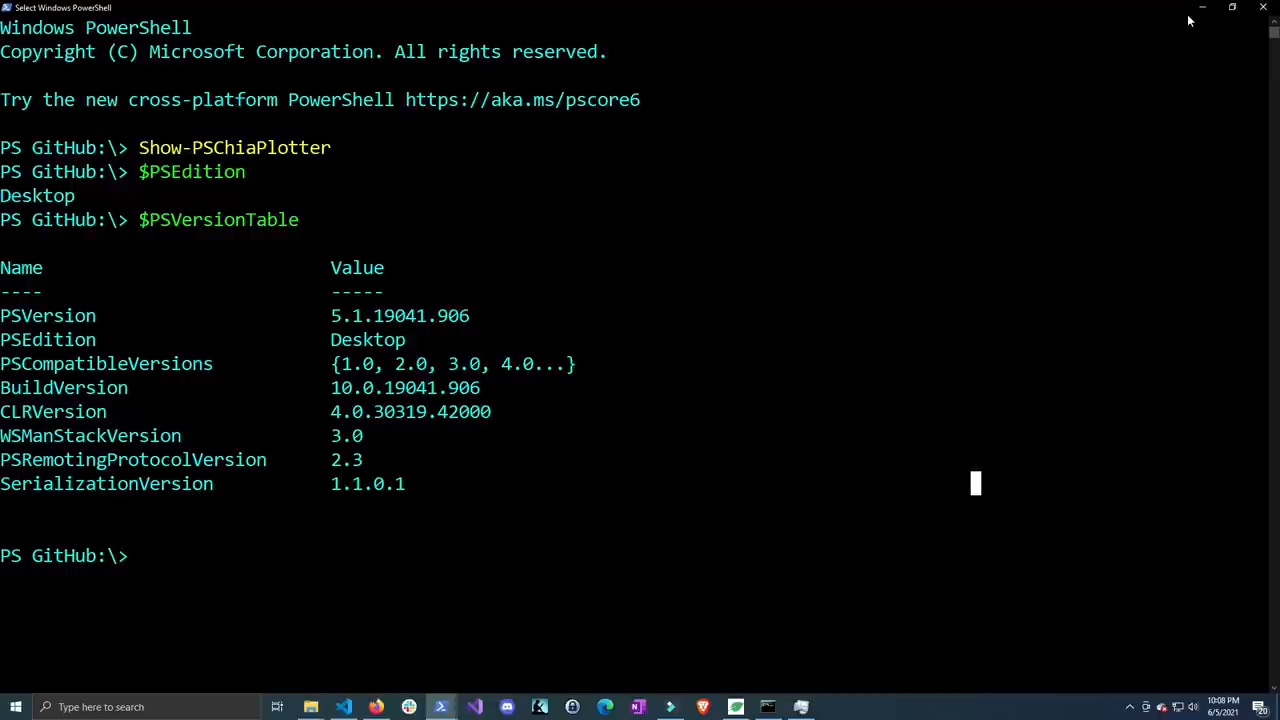 Select Windows PowerShell
Windows PowerShell
Copyright (C) Microsoft Corporation. All rights reserved.
Try the new cross-platform PowerShell https://aka.ms/pscore6
PS GitHub:\> Show-PSChiaPlotter
PS GitHub:\> $PSEdition
Desktop
PS GitHub:\> $PSVersionTable
Name Value
---- -----
PSVersion 5.1.19041.906
PSEdition Desktop
PSCompatibleVersions {1.0, 2.0, 3.0, 4.0...}
BuildVersion 10.0.19041.906
CLRVersion 4.0.30319.42000
WSManStackVersion 3.0
PSRemotingProtocolVersion 2.3
SerializationVersion 1.1.0.1
PS GitHub:\>
Type here to search
10:08 PM
6/5/2021
20